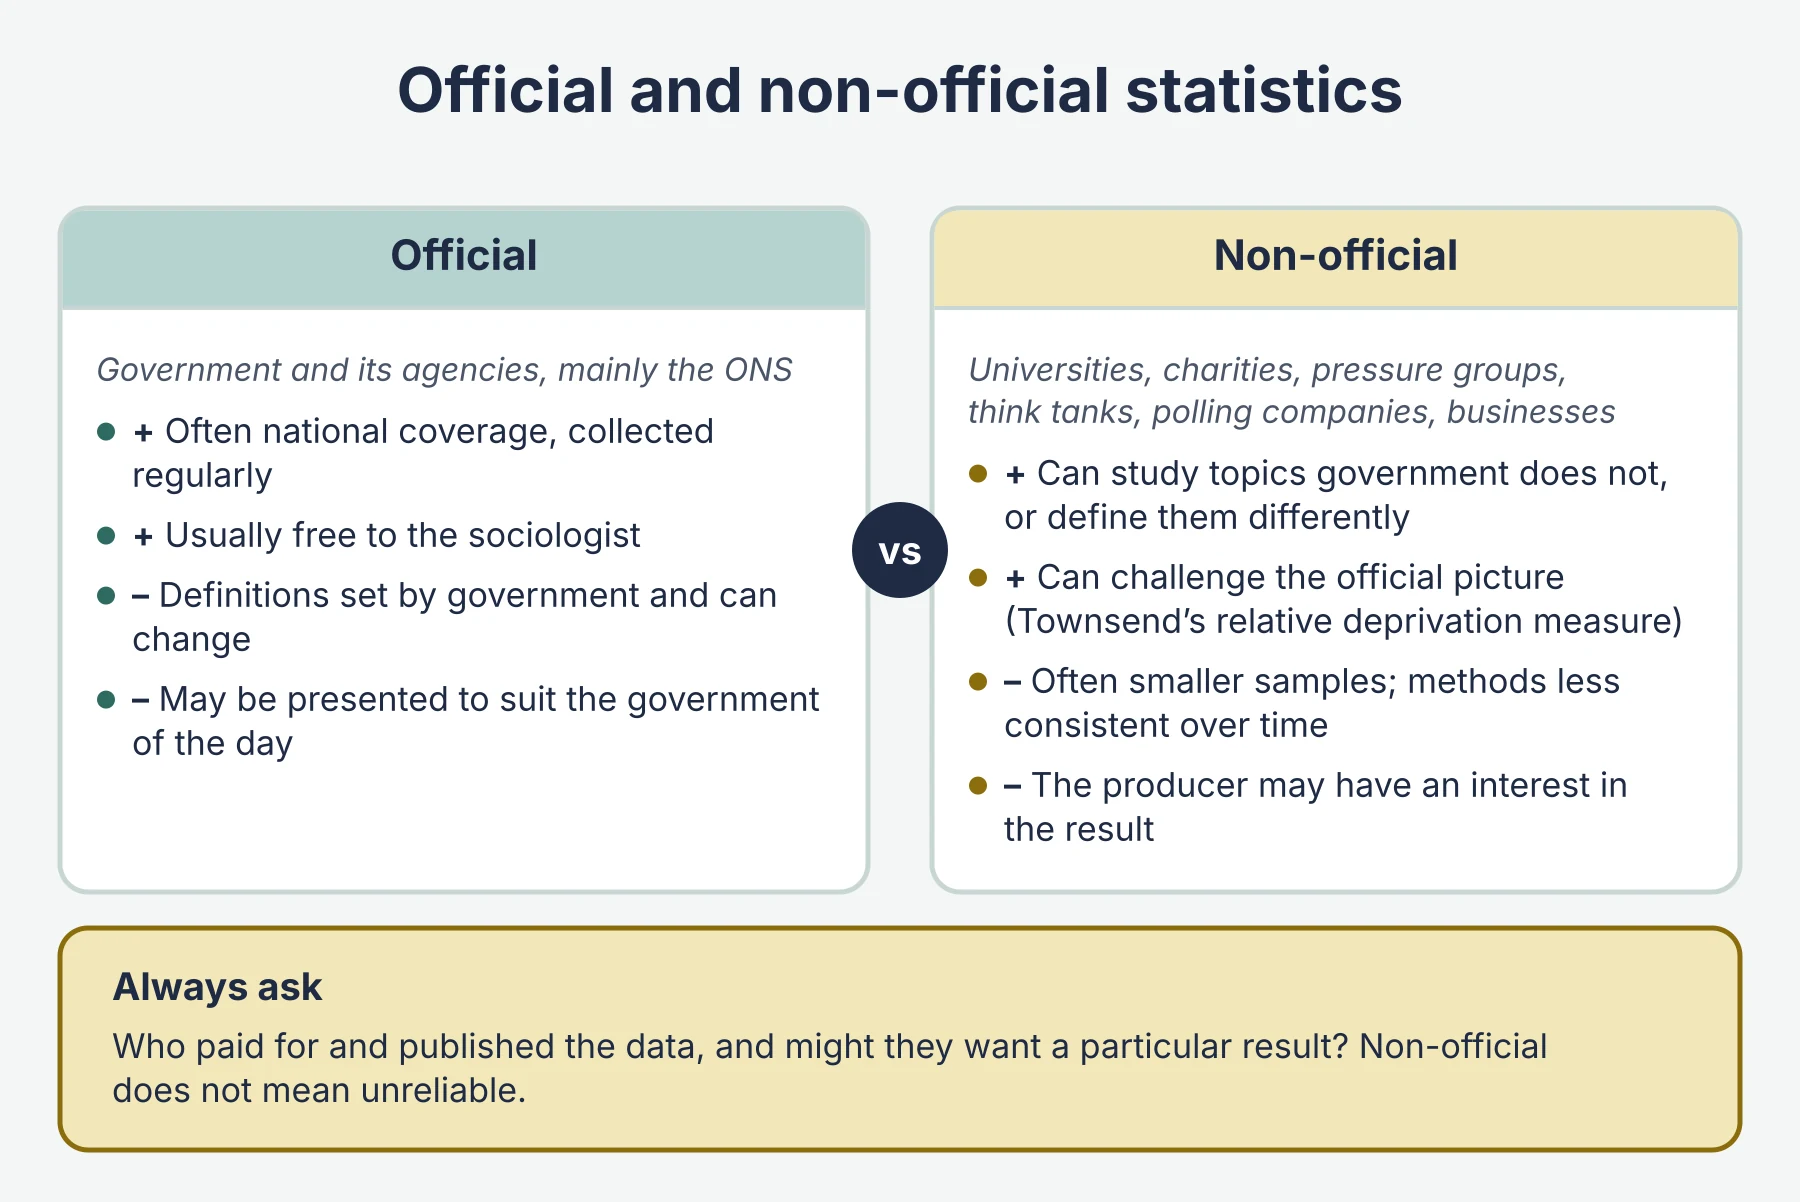 Official and non-official statistics
Official
Government and its agencies, mainly the ONS
+ Often national coverage, collected
regularly
+ Usually free to the sociologist
– Definitions set by government and can
change
– May be presented to suit the government
of the day
vs
Non-official
Universities, charities, pressure groups,
think tanks, polling companies, businesses
+ Can study topics government does not,
or define them differently
+ Can challenge the official picture
(Townsend’s relative deprivation measure)
– Often smaller samples; methods less
consistent over time
– The producer may have an interest in
the result
Always ask
Who paid for and published the data, and might they want a particular result? Non-official
does not mean unreliable.